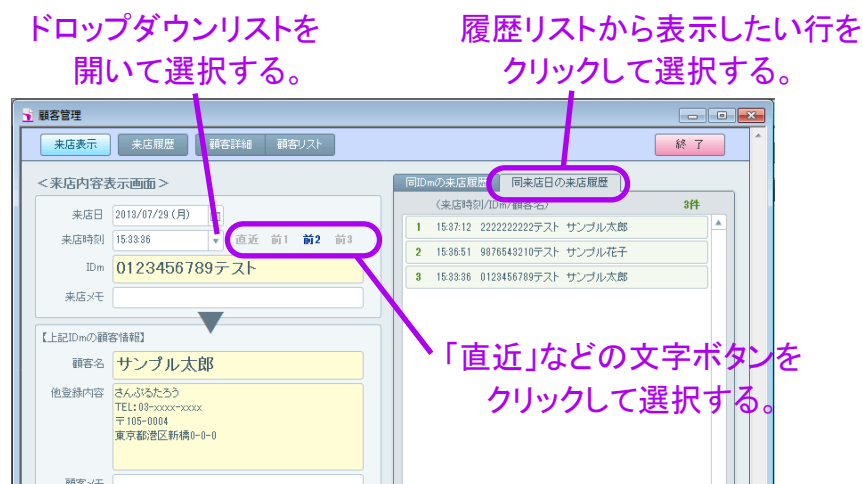 ドロップダウンリストを
開いて選択する。
履歴リストから表示したい行を
クリックして選択する。
顧客管理
来店表示 来店履歴 顧客詳細 顧客リスト 終了
＜来店内容表示画面＞
来店日 2013/07/29(月)
来店時刻 15:33:36 直近 前1 前2 前3
IDm 0123456789テスト
来店メモ
【上記IDmの顧客情報】
顧客名 サンプル太郎
他登録内容 さんぷるたろう
TEL:03-xxxx-xxxx
〒105-0004
東京都港区新橋0-0-0
顧客メモ
同IDmの来店履歴 同来店日の来店履歴
(来店時刻/IDm/顧客名) 3件
1 15:37:12 2222222222テスト サンプル太郎
2 15:36:51 9876543210テスト サンプル花子
3 15:33:36 0123456789テスト サンプル太郎
「直近」などの文字ボタンを
クリックして選択する。